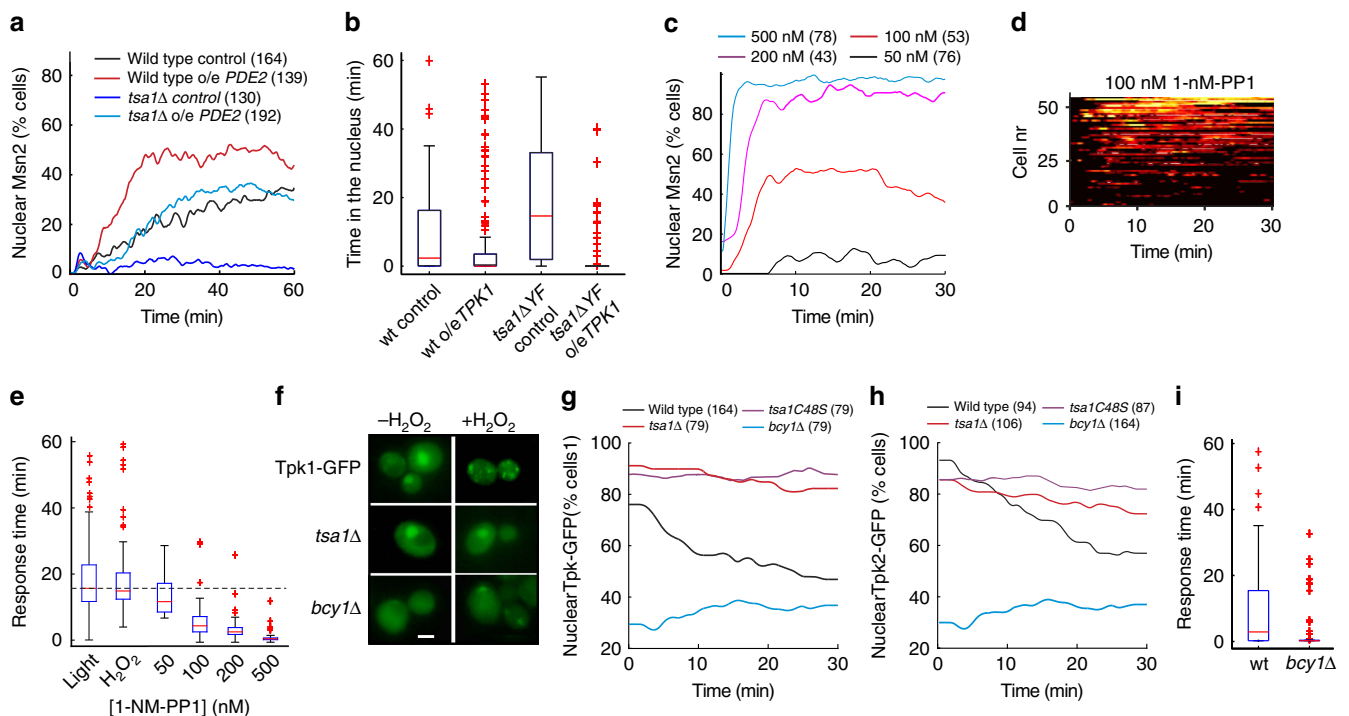 a
Wild type control (164)
Wild type o/e PDE2 (139)
tsa1Δ control (130)
tsa1Δ o/e PDE2 (192)
Nuclear Msn2 (% cells)
80
60
40
20
0
0
20
40
60
Time (min)
b
Time in the nucleus (min)
60
40
20
0
wt control
wt o/e TPK1
tsa1ΔYF control
tsa1ΔYF o/e TPK1
c
500 nM (78)
100 nM (53)
200 nM (43)
50 nM (76)
Nuclear Msn2 (% cells)
100
80
60
40
20
0
0
10
20
30
Time (min)
d
100 nM 1-nM-PP1
Cell nr
50
25
0
0
10
20
30
Time (min)
e
Response time (min)
60
40
20
0
Light
H2O2
50
100
200
500
[1-NM-PP1] (nM)
f
–H2O2
+H2O2
Tpk1-GFP
tsa1Δ
bcy1Δ
g
Wild type (164)
tsa1C48S (79)
tsa1Δ (79)
bcy1Δ (79)
NuclearTpk-GFP(% cells1)
100
80
60
40
20
0
10
20
30
Time (min)
h
Wild type (94)
tsa1C48S (87)
tsa1Δ (106)
bcy1Δ (164)
NuclearTpk2-GFP (% cells)
100
80
60
40
20
0
10
20
30
Time (min)
i
Response time (min)
60
40
20
0
wt
bcy1Δ